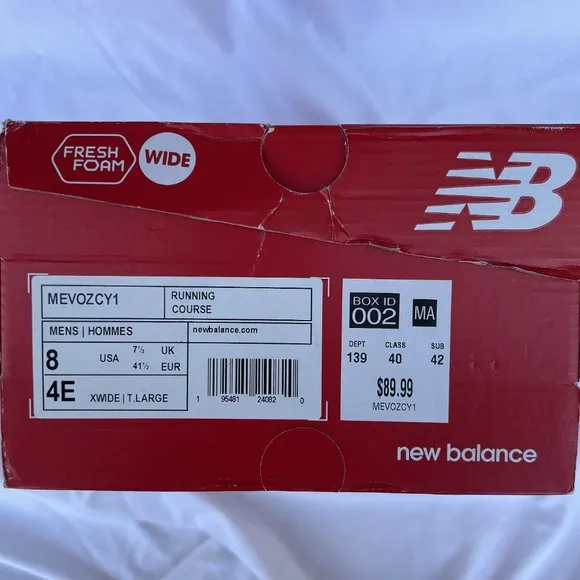 FRESH
FOAM
WIDE
NB
MEVOZCY1
RUNNING
COURSE
MENS | HOMMES
newbalance.com
8 USA 7½ UK
41½ EUR
4E XWIDE | T.LARGE
1 95481 24082 0
BOX ID
002
MA
DEPT CLASS SUB
139 40 42
$89.99
MEVOZCY1
new balance